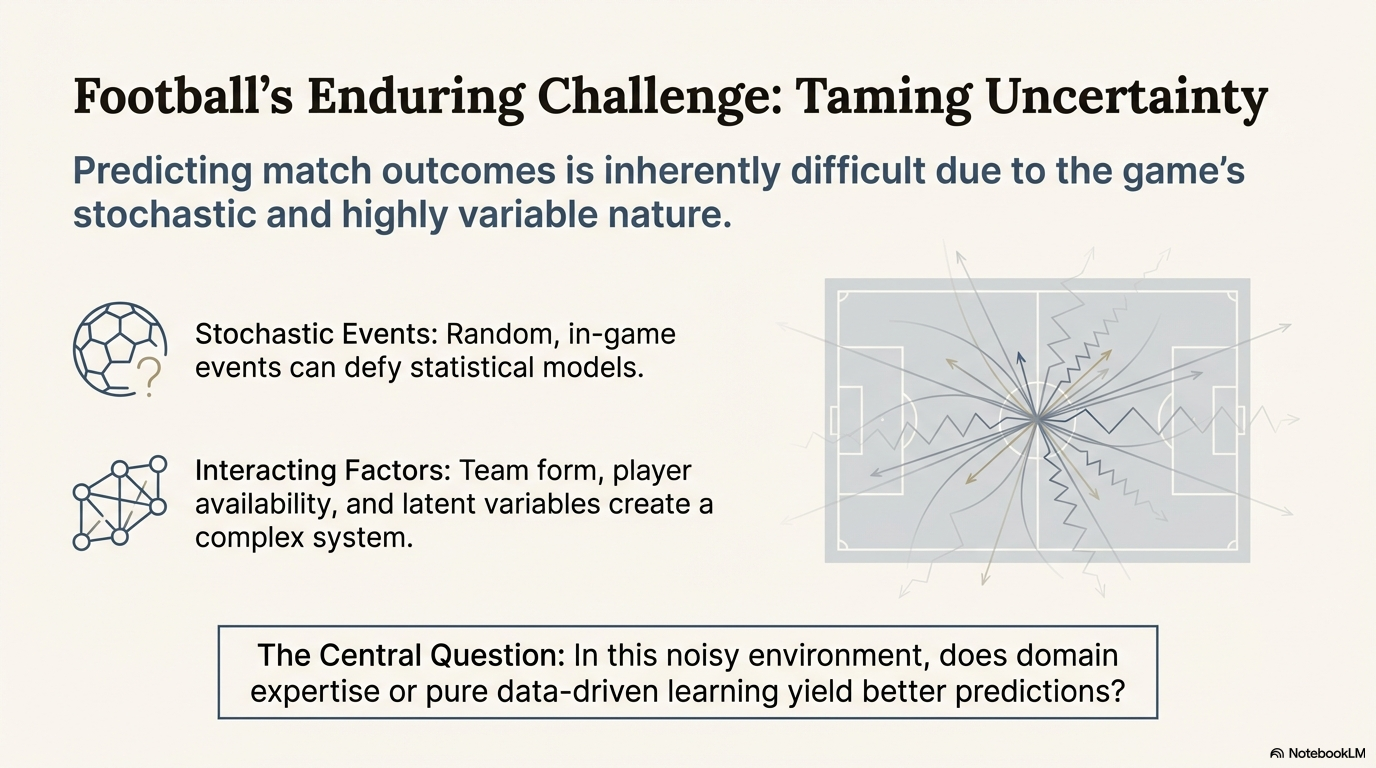 Football’s Enduring Challenge: Taming Uncertainty
Predicting match outcomes is inherently difficult due to the game’s
stochastic and highly variable nature.
?
Stochastic Events: Random, in-game
events can defy statistical models.
Interacting Factors: Team form, player
availability, and latent variables create a
complex system.
The Central Question: In this noisy environment, does domain
expertise or pure data-driven learning yield better predictions?
NotebookLM